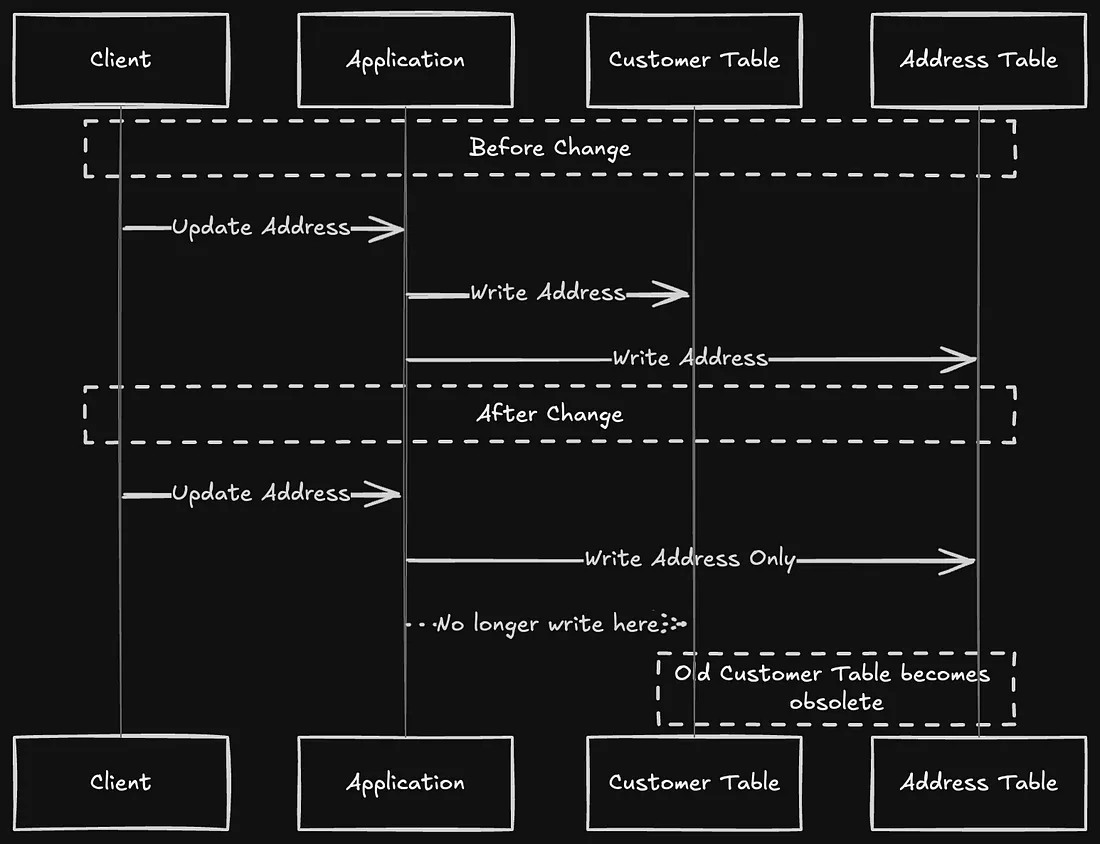 Client
Application
Customer Table
Address Table
Before Change
Update Address
Write Address
Write Address
After Change
Update Address
Write Address Only
No longer write here
Old Customer Table becomes
obsolete
Client
Application
Customer Table
Address Table